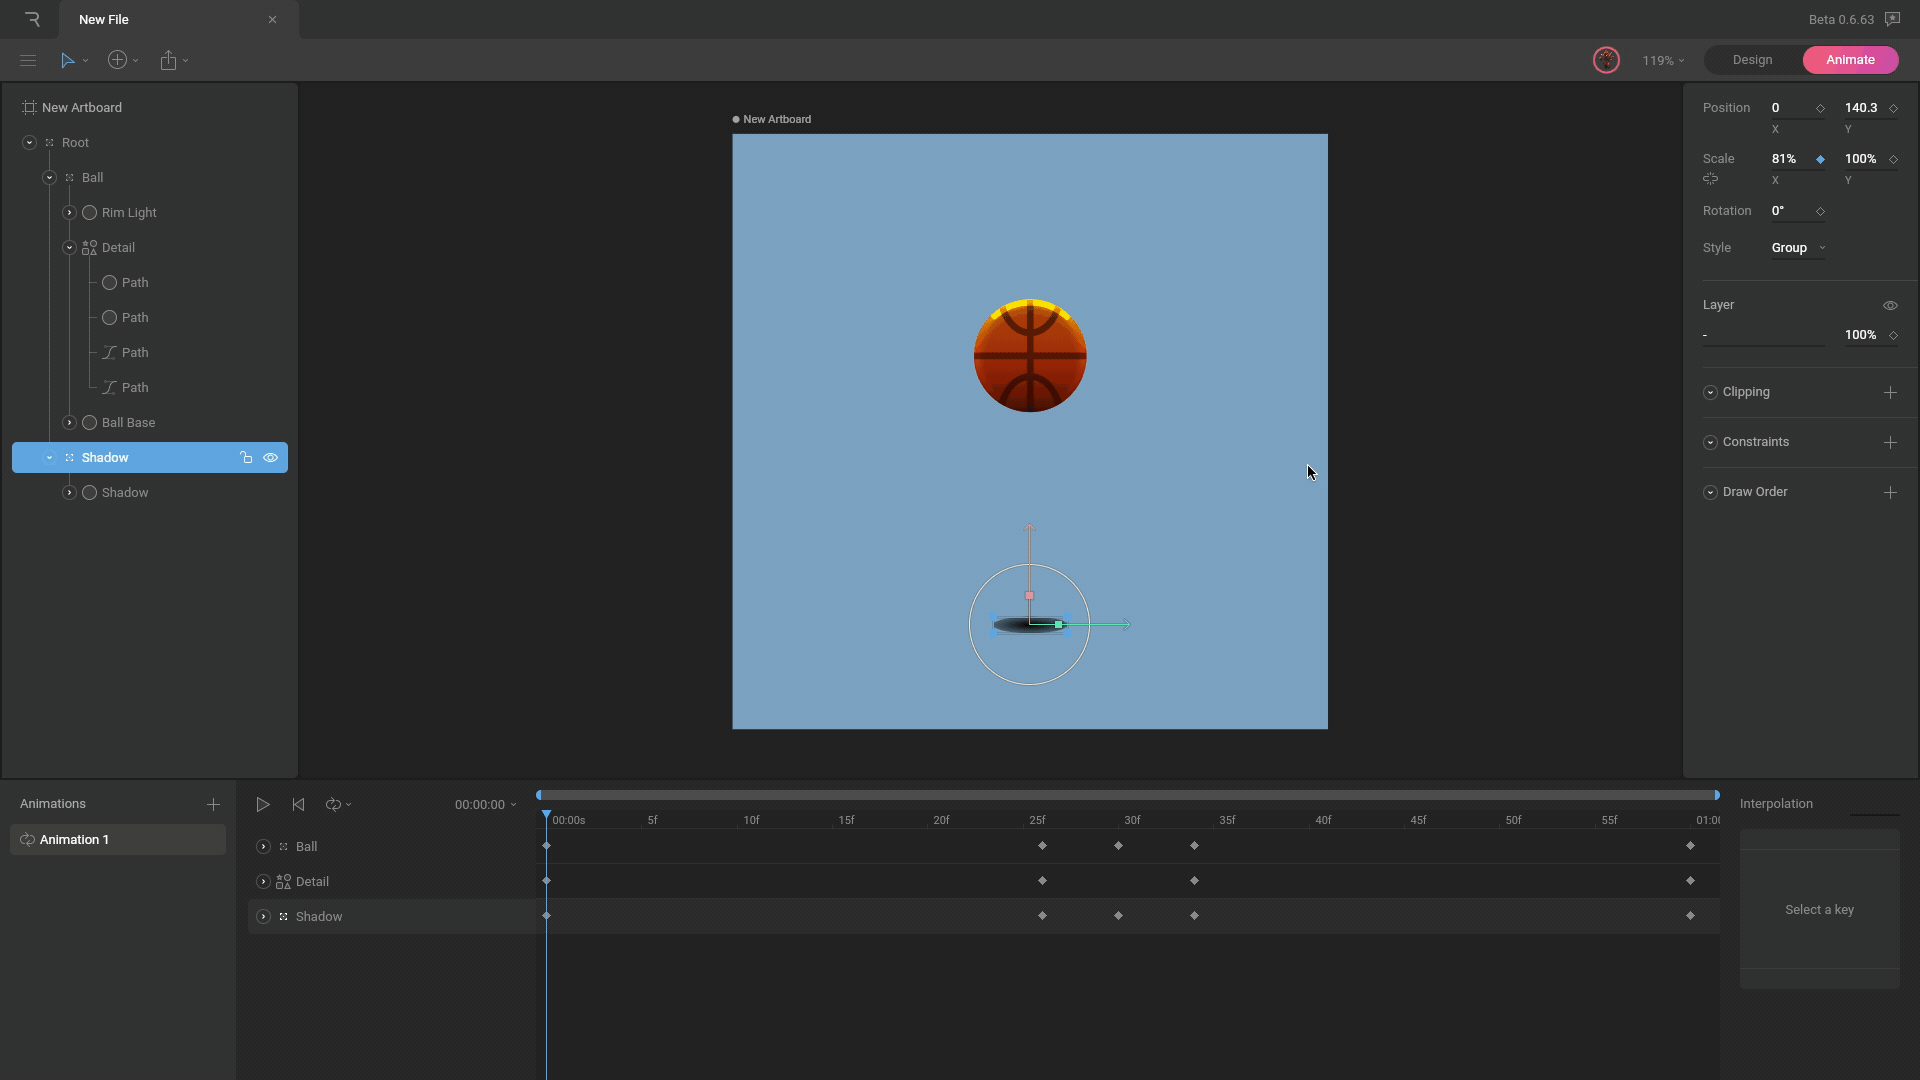 New File
Beta 0.6.63
119%
Design
Animate
New Artboard
Root
Ball
Rim Light
Detail
Path
Path
Path
Path
Ball Base
Shadow
Shadow
New Artboard
Position 0 140.3
X Y
Scale 81% 100%
X Y
Rotation 0°
Style Group
Layer
- 100%
Clipping
Constraints
Draw Order
Animations
Animation 1
00:00:00
00:00s 5f 10f 15f 20f 25f 30f 35f 40f 45f 50f 55f 01:00
Ball
Detail
Shadow
Interpolation
Select a key